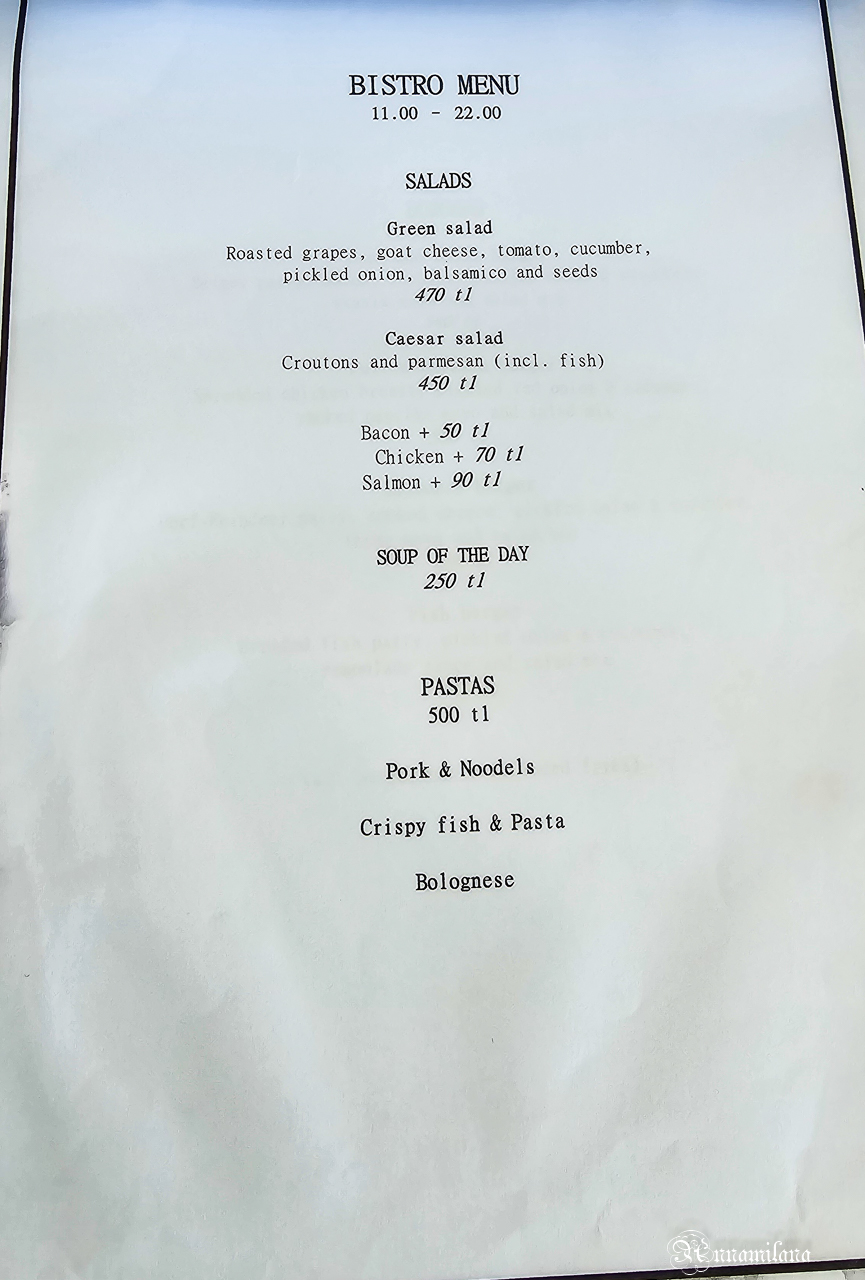 BISTRO MENU
11.00 - 22.00
SALADS
Green salad
Roasted grapes, goat cheese, tomato, cucumber,
pickled onion, balsamico and seeds
470 tl
Caesar salad
Croutons and parmesan (incl. fish)
450 tl
Bacon + 50 tl
Chicken + 70 tl
Salmon + 90 tl
SOUP OF THE DAY
250 tl
PASTAS
500 tl
Pork & Noodels
Crispy fish & Pasta
Bolognese
Annamilana